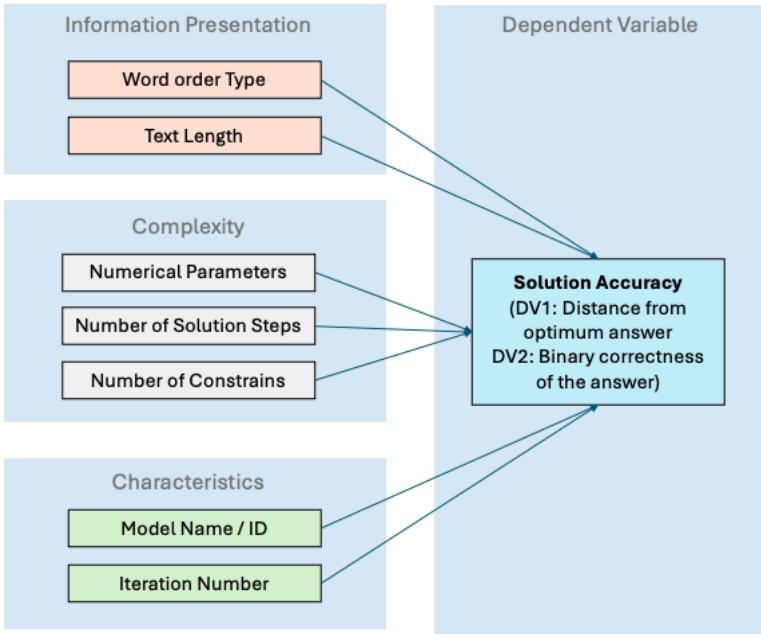 Information Presentation
Word order Type
Text Length
Complexity
Numerical Parameters
Number of Solution Steps
Number of Constrains
Characteristics
Model Name / ID
Iteration Number
Dependent Variable
Solution Accuracy
(DV1: Distance from
optimum answer
DV2: Binary correctness
of the answer)